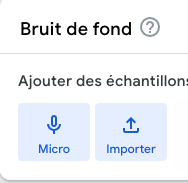 Bruit de fond
Ajouter des échantillons
Micro
Importer